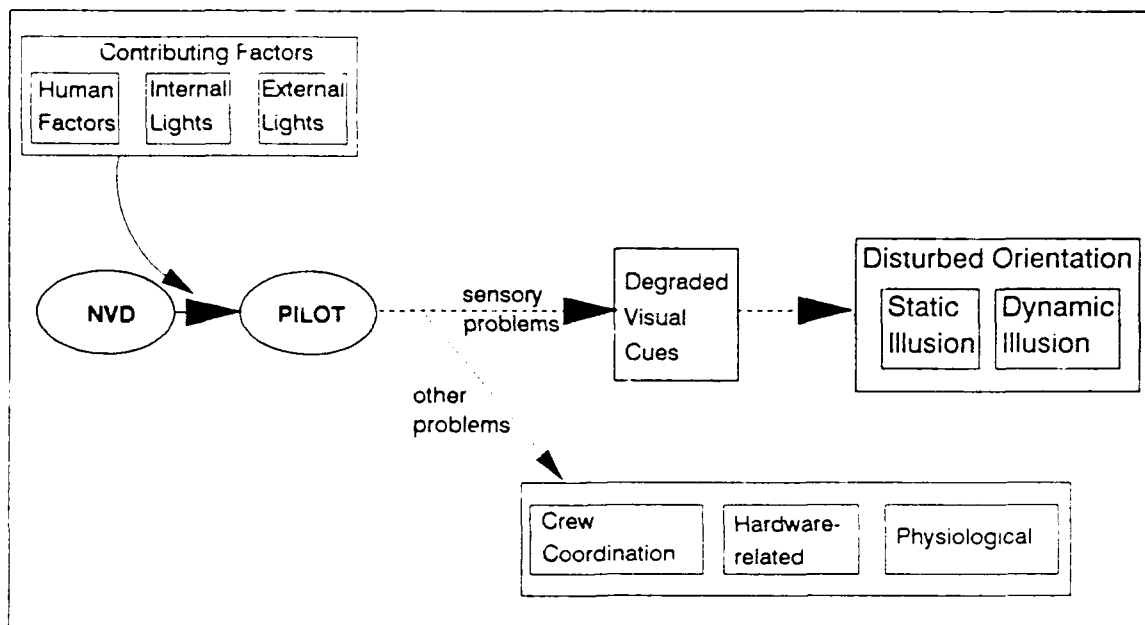 Contributing Factors
Human
Factors
Internal
Lights
External
Lights
NVD
PILOT
sensory
problems
Degraded
Visual
Cues
Disturbed Orientation
Static
Illusion
Dynamic
Illusion
other
problems
Crew
Coordination
Hardware-
related
Physiological